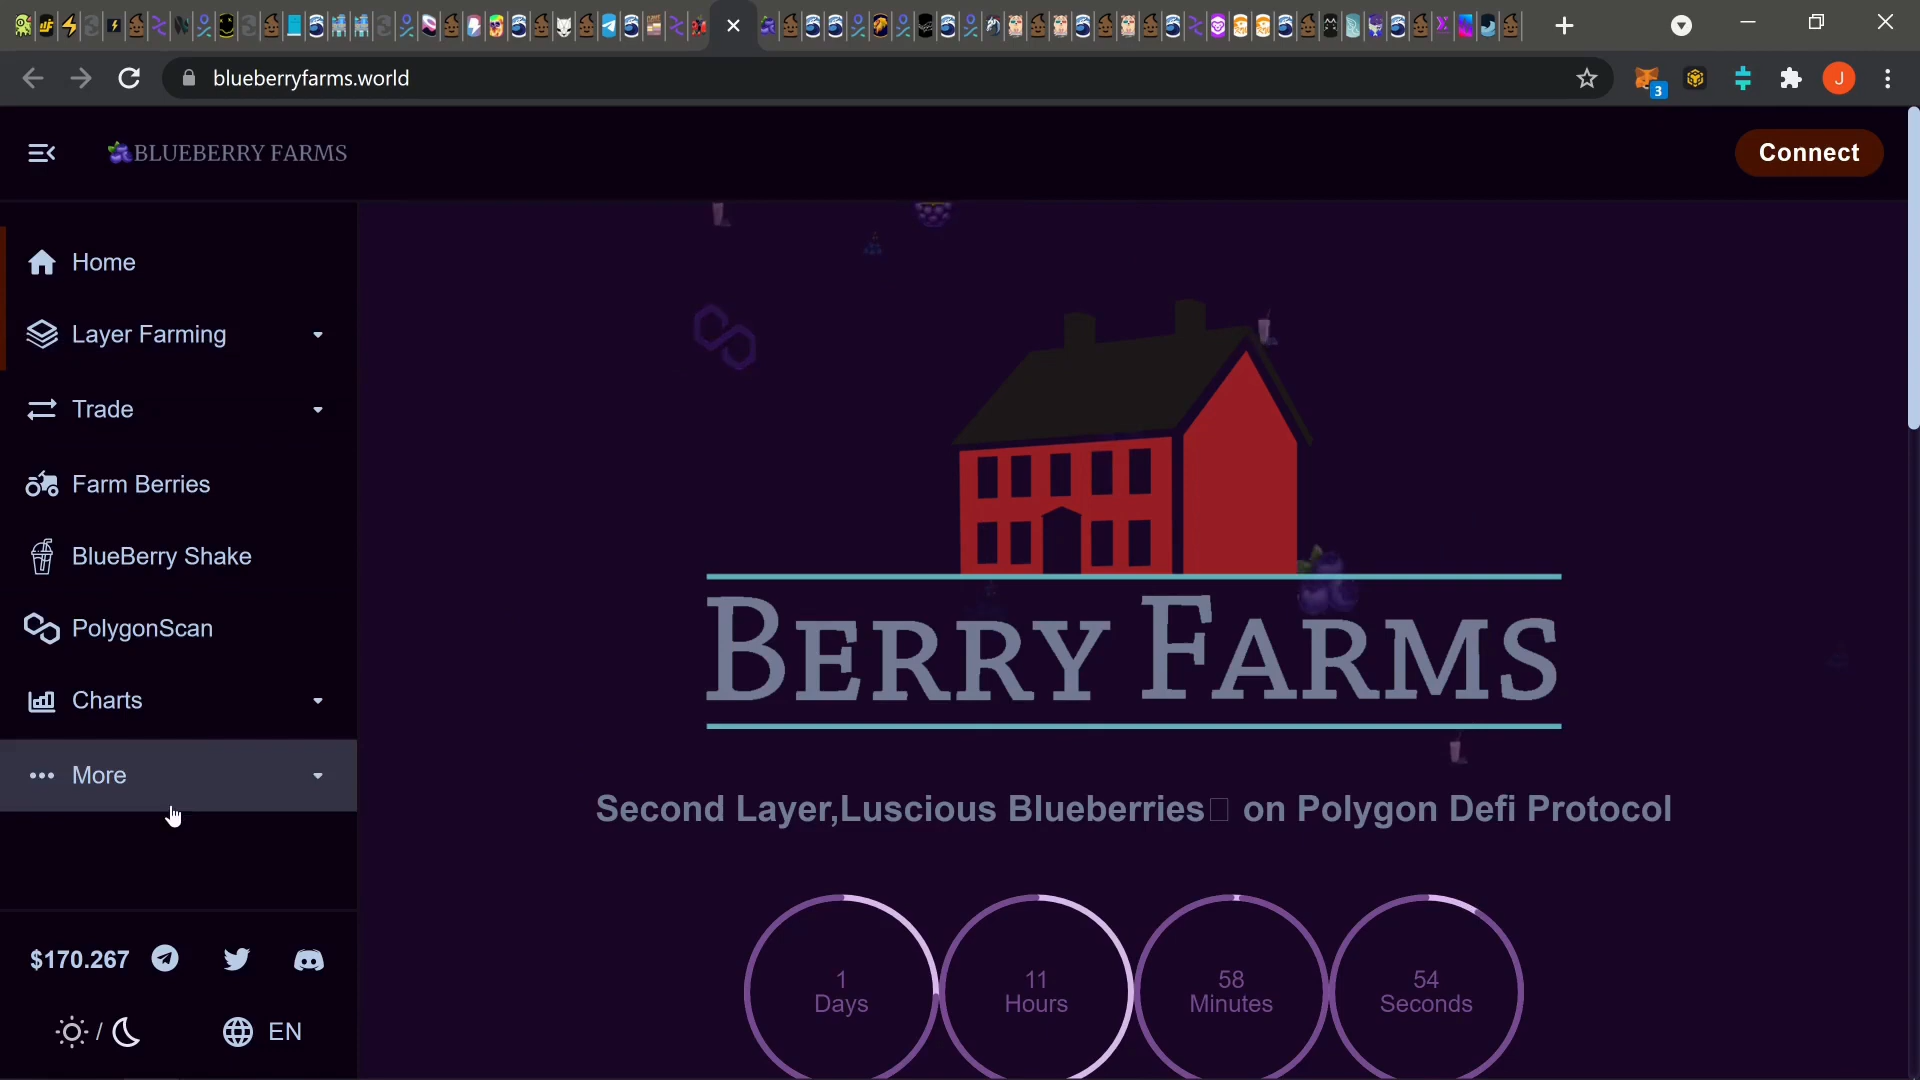 blueberryfarms.world
3
J
BLUEBERRY FARMS
Connect
Home
Layer Farming
Trade
Farm Berries
BlueBerry Shake
PolygonScan
Charts
More
$170.267
/
EN
BERRY FARMS
Second Layer,Luscious Blueberries on Polygon Defi Protocol
1
Days
11
Hours
58
Minutes
54
Seconds